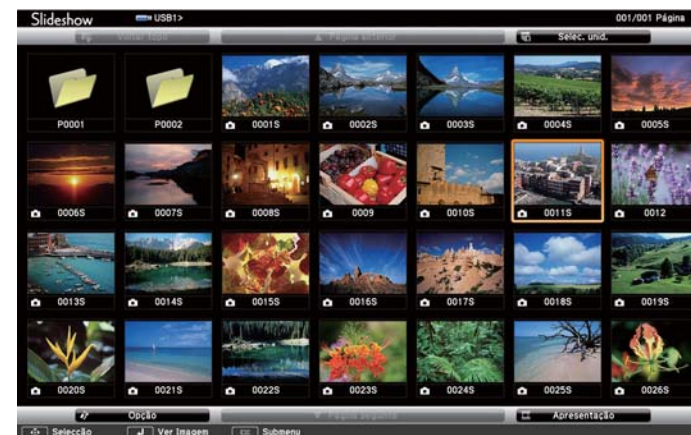 Slideshow USB1> 001/001 Página
Voltar topo Página anterior Selec. unid.
P0001 P0002 0001S 0002S 0003S 0004S 0005S
0006S 0007S 0008S 0009 0010S 0011S 0012
0013S 0014S 0015S 0016S 0017S 0018S 0019S
0020S 0021S 0022S 0023S 0024S 0025S 0026S
Opção Página seguinte Apresentação
Selecção Ver Imagem Esc Submenu